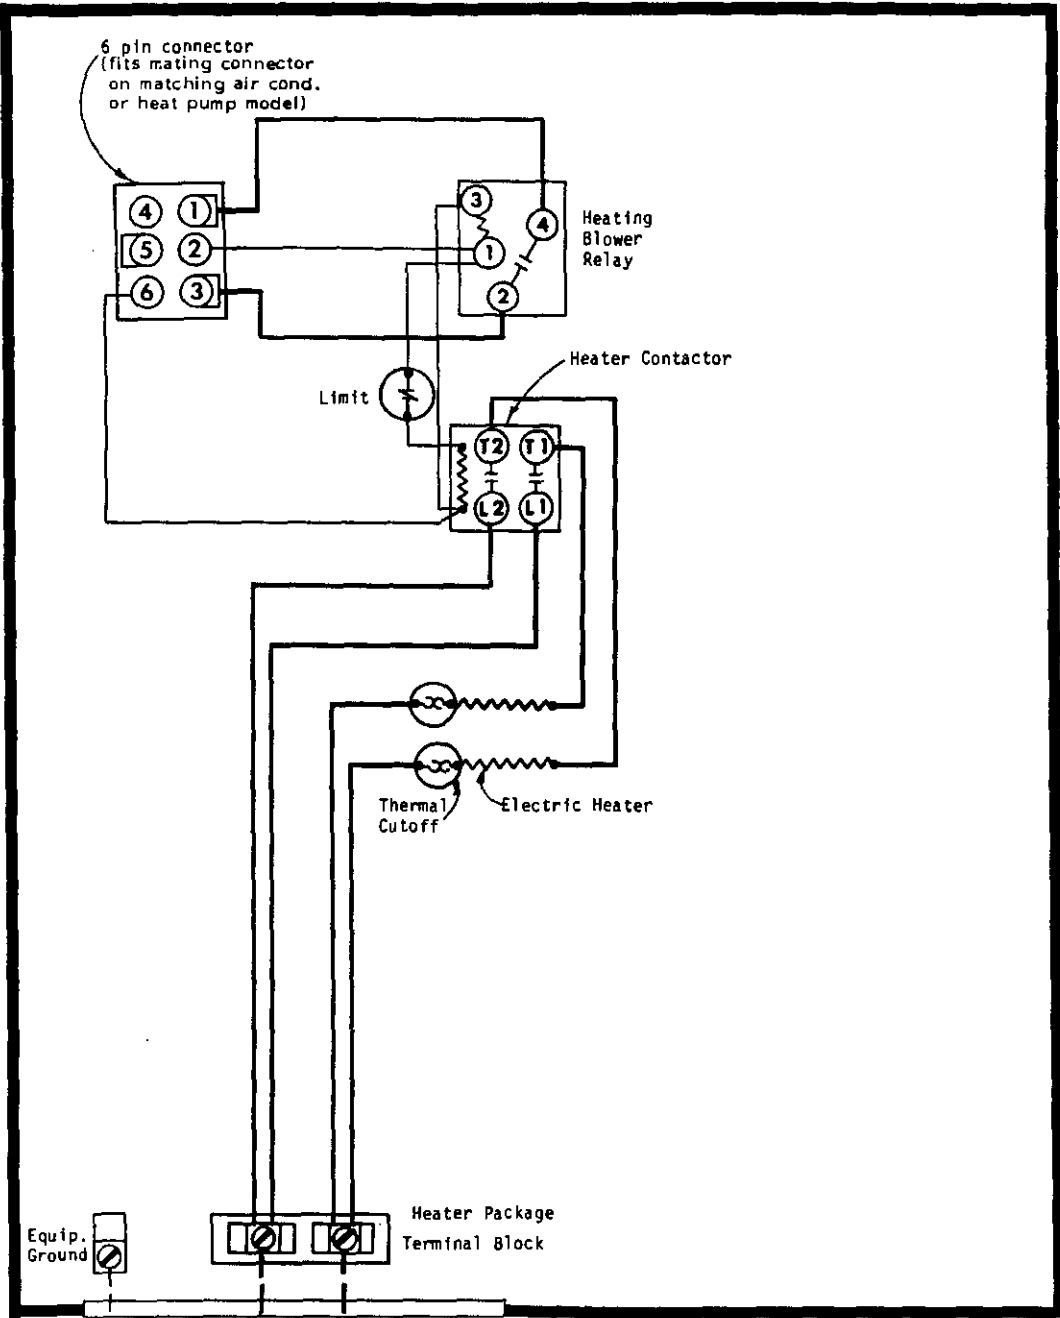 6 pin connector
(fits mating connector
on matching air cond.
or heat pump model)
4 1
5 2
6 3
3
4
1
2
Heating
Blower
Relay
Heater Contactor
Limit
T2 T1
L2 L1
Thermal
Cutoff
Electric Heater
Heater Package
Terminal Block
Equip.
Ground